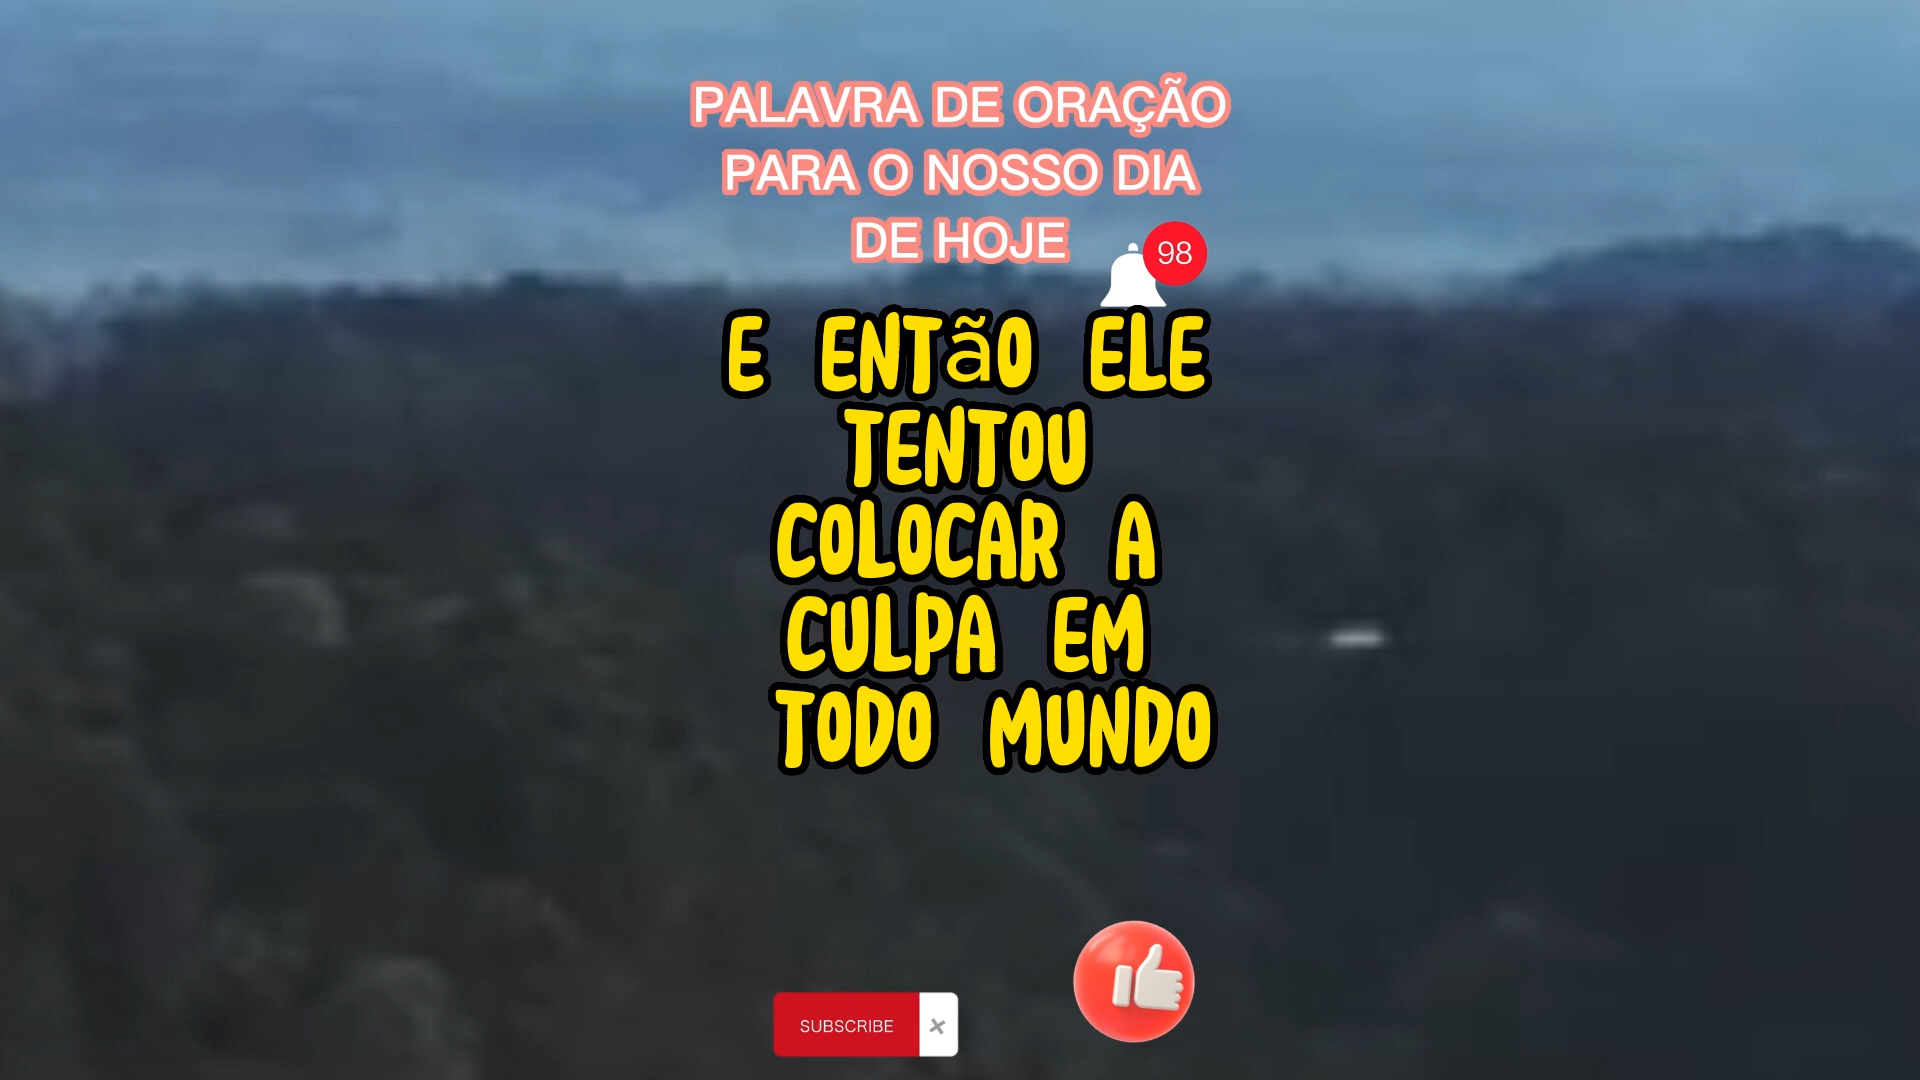 PALAVRA DE ORAÇÃO
PARA O NOSSO DIA
DE HOJE
98
E ENTãO ELE
TENTOU
COLOCAR A
CULPA EM
TODO MUNDO
SUBSCRIBE